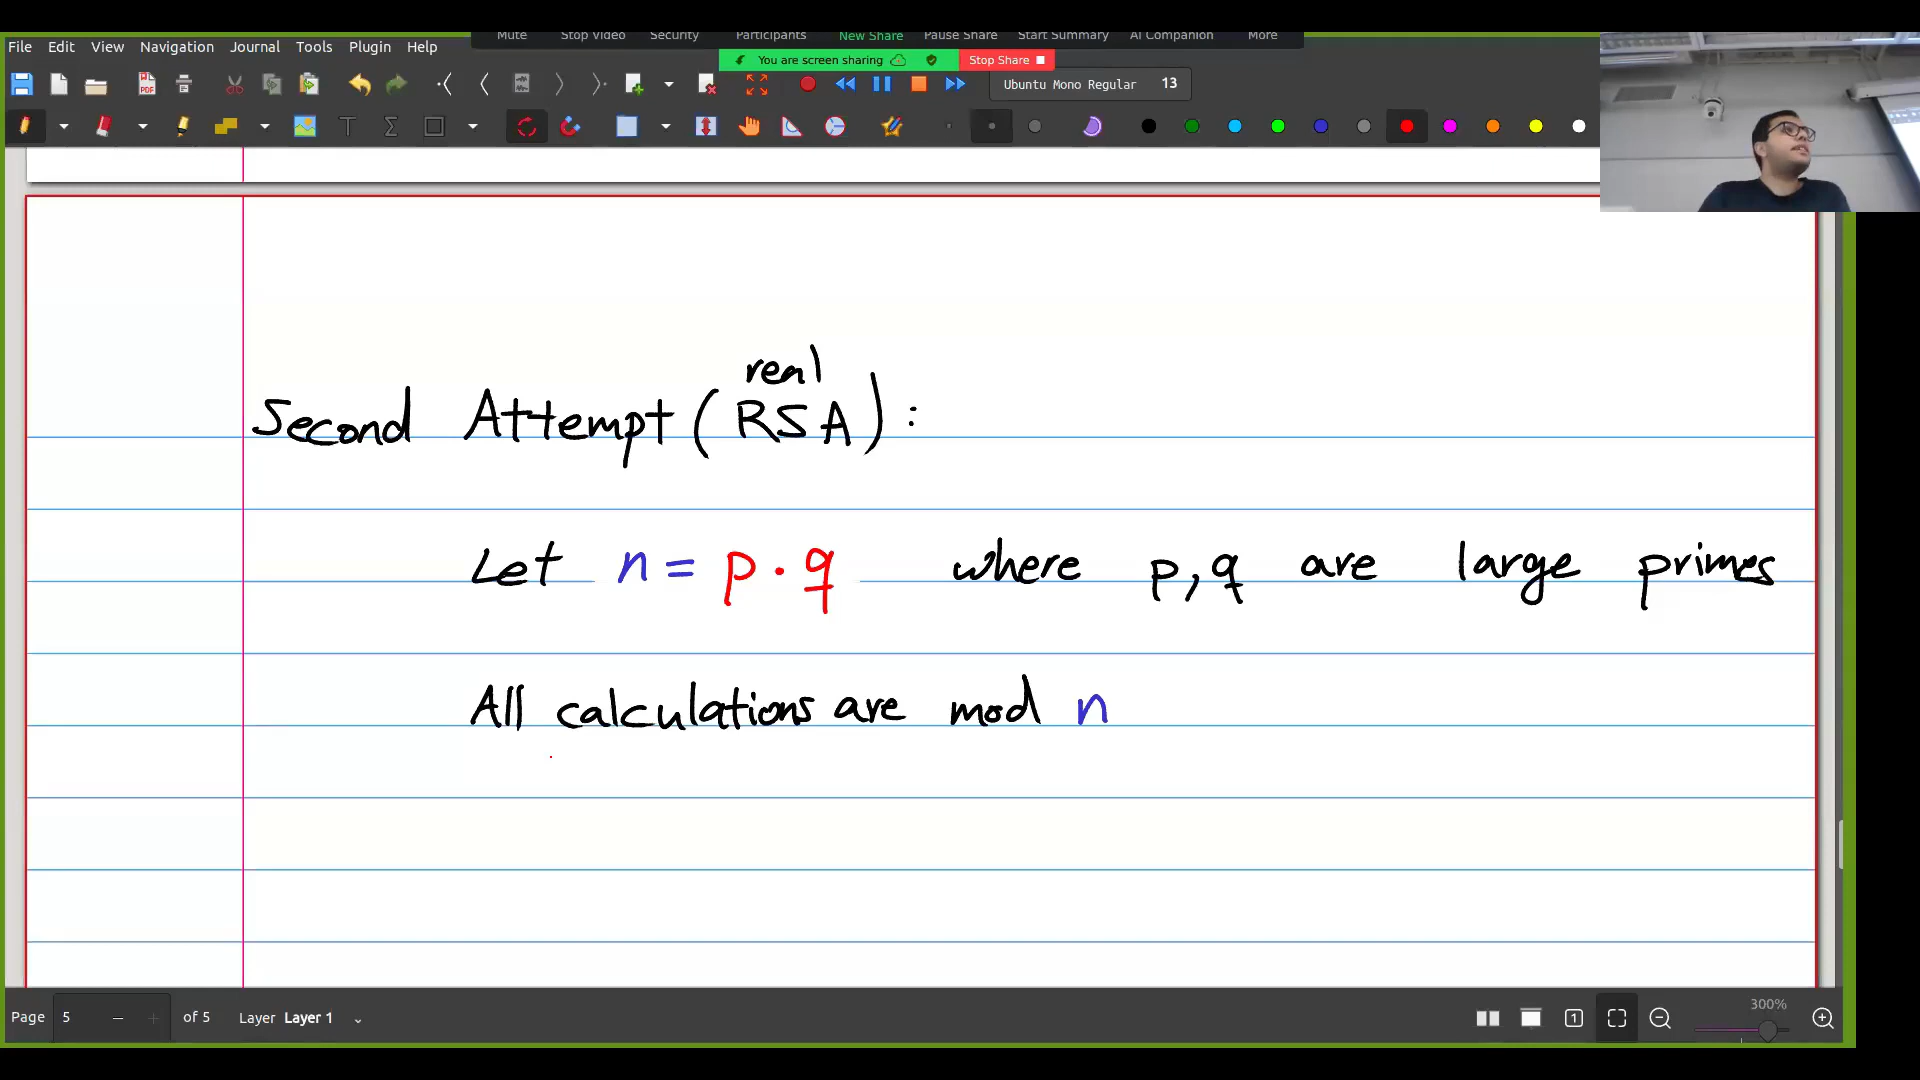 Mute Stop Video Security Participants New Share Pause Share Start Summary AI Companion More
File Edit View Navigation Journal Tools Plugin Help
You are screen sharing Stop Share
Ubuntu Mono Regular 13
real
Second Attempt (RSA):
Let n = p · q where p, q are large primes
All calculations are mod n
Page 5 of 5 Layer Layer 1 300%